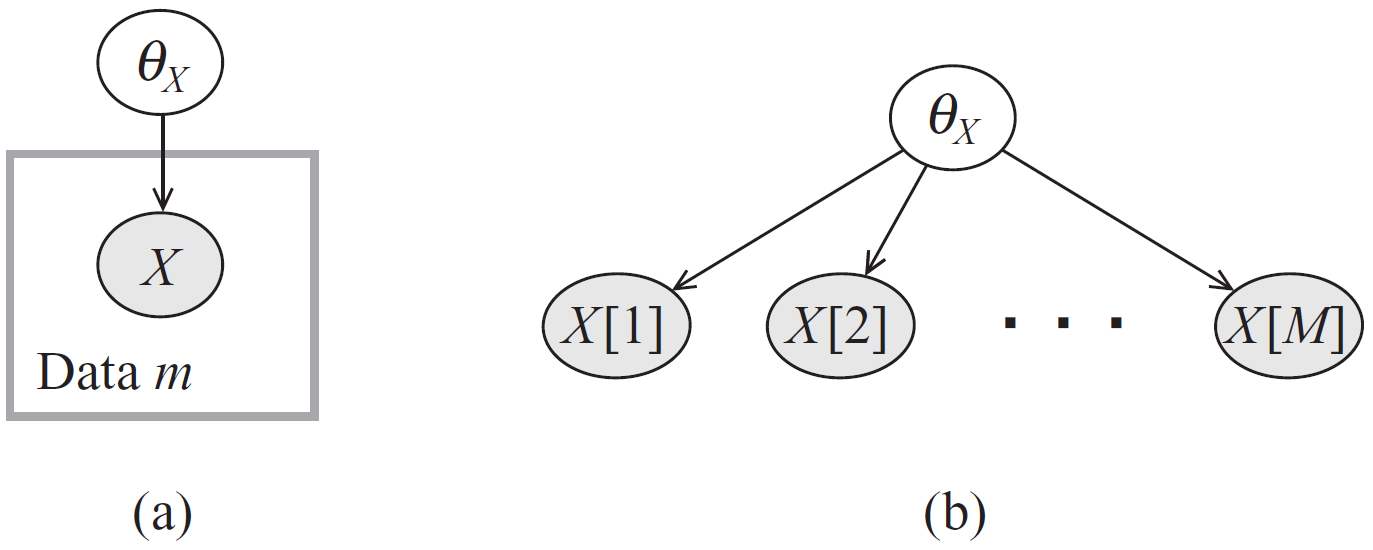 θX
X
Data m
(a)
θX
X[1] X[2] . . . X[M]
(b)